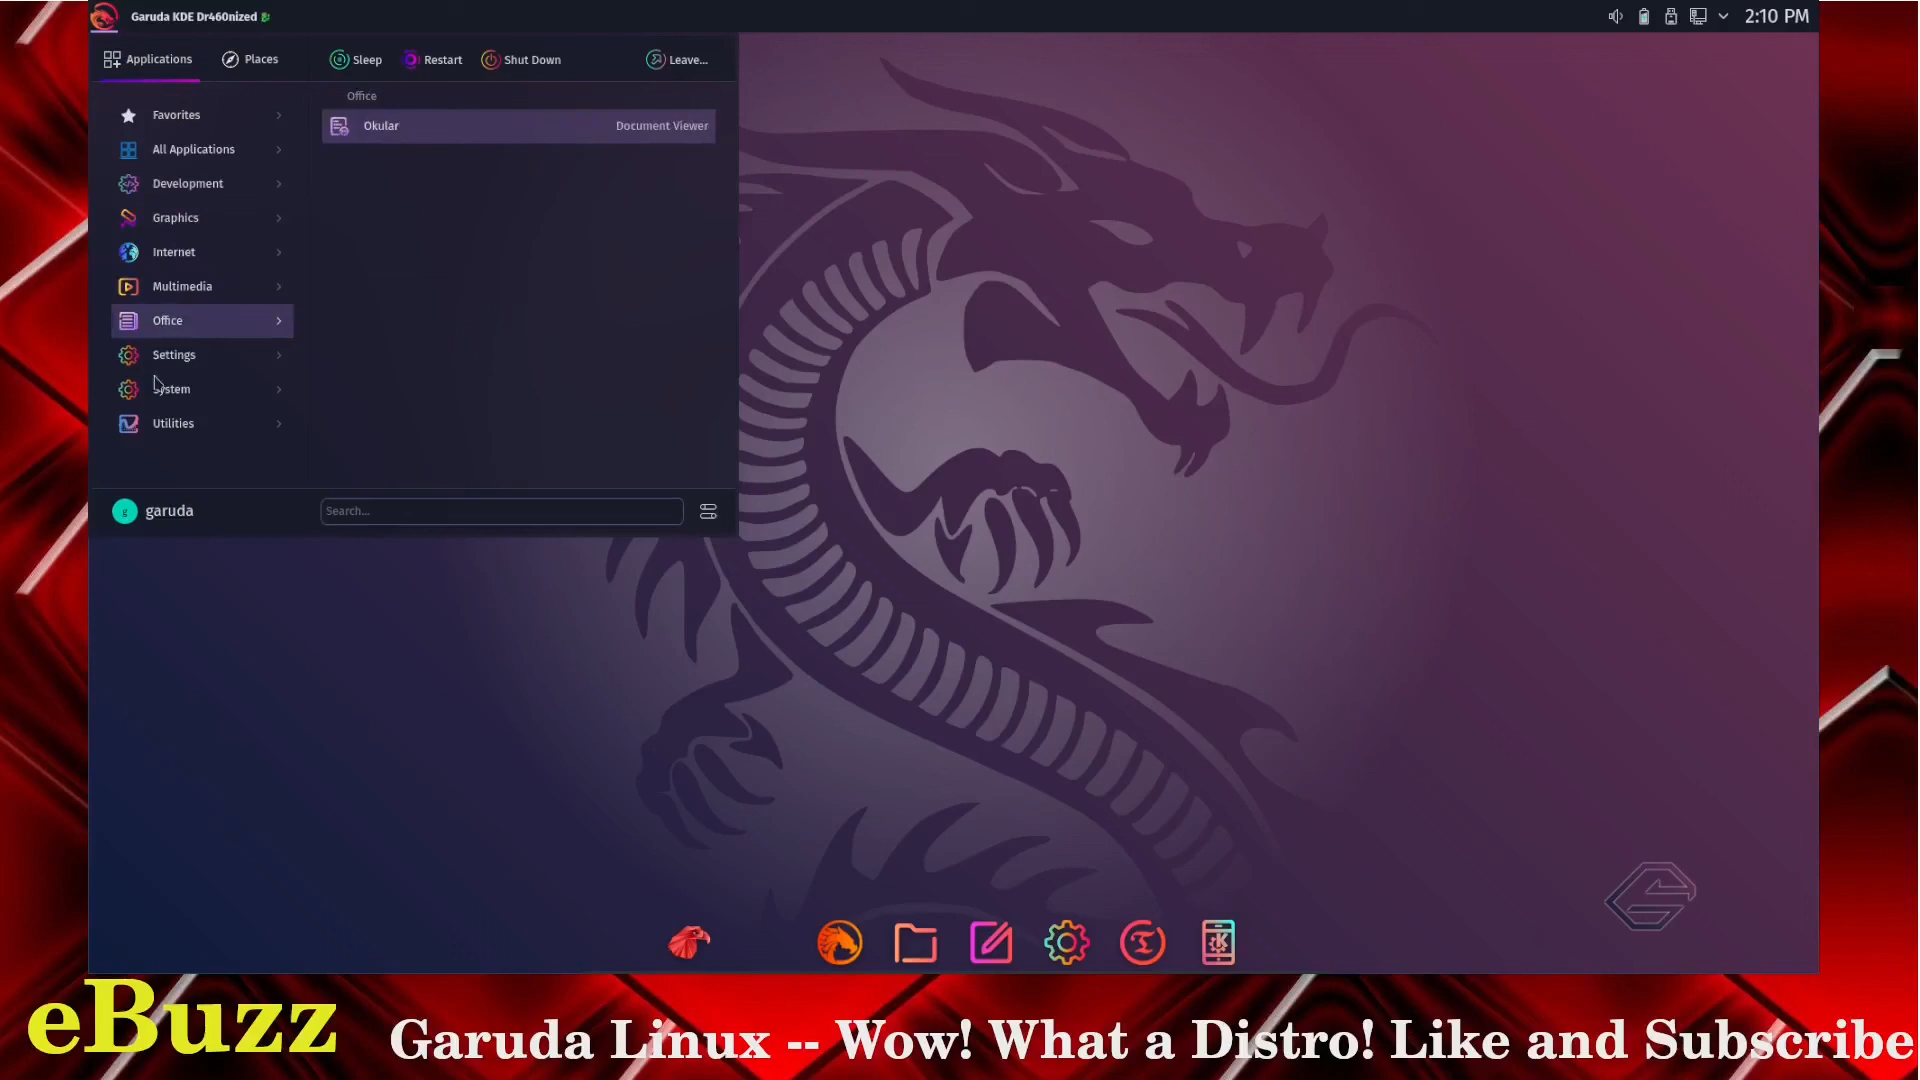 Garuda KDE Dr460nized
2:10 PM
Applications
Places
Sleep
Restart
Shut Down
Leave...
Favorites
All Applications
Development
Graphics
Internet
Multimedia
Office
Settings
System
Utilities
Office
Okular Document Viewer
g garuda
Search...
eBuzz
Garuda Linux -- Wow! What a Distro! Like and Subscribe